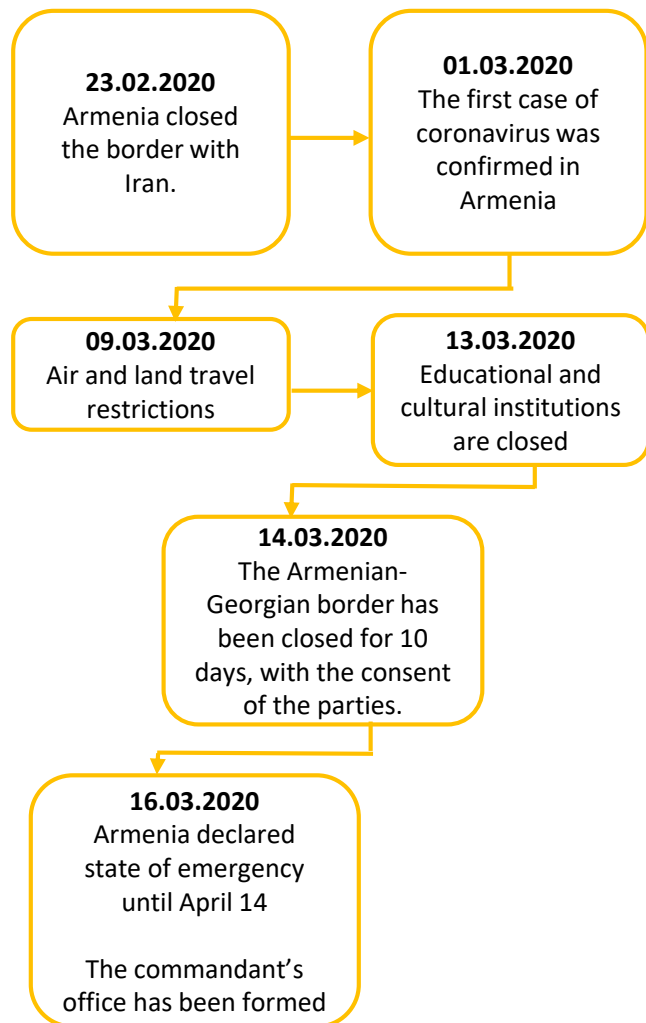 23.02.2020
Armenia closed
the border with
Iran.
01.03.2020
The first case of
coronavirus was
confirmed in
Armenia
09.03.2020
Air and land travel
restrictions
13.03.2020
Educational and
cultural institutions
are closed
14.03.2020
The Armenian-
Georgian border has
been closed for 10
days, with the consent
of the parties.
16.03.2020
Armenia declared
state of emergency
until April 14
The commandant’s
office has been formed